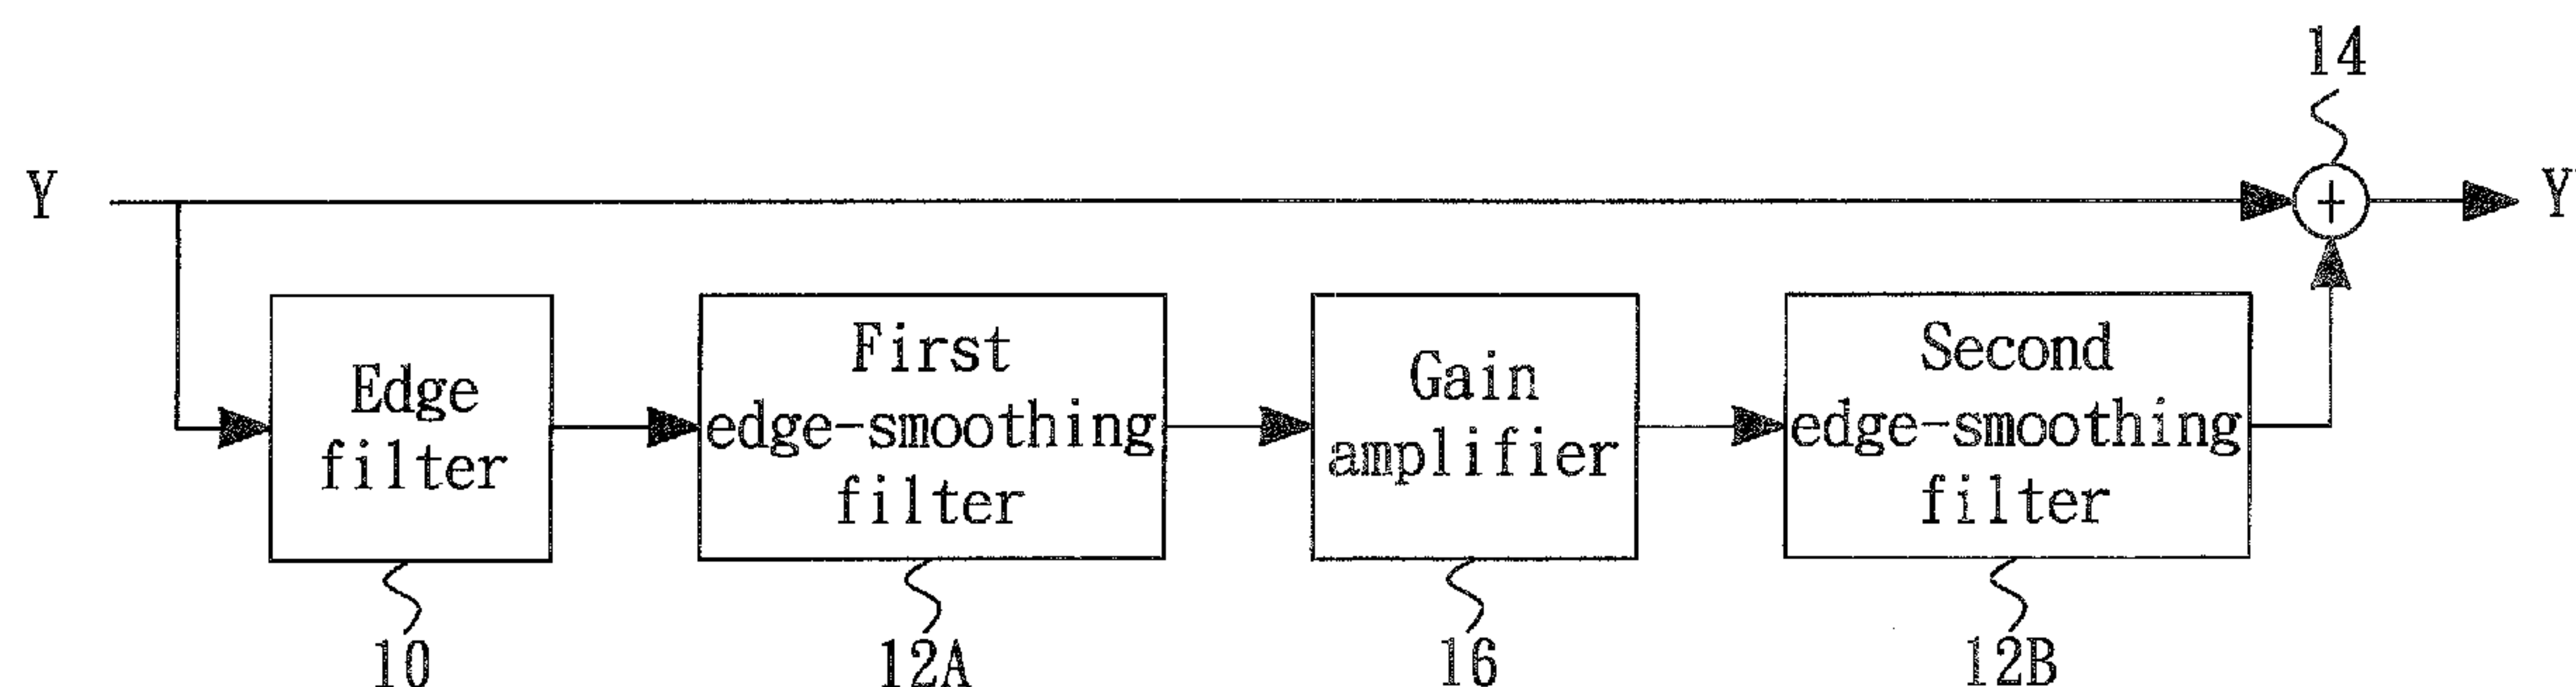 14
Y
+
Y'
Edge
filter
First
edge-smoothing
filter
Gain
amplifier
Second
edge-smoothing
filter
10
12A
16
12B